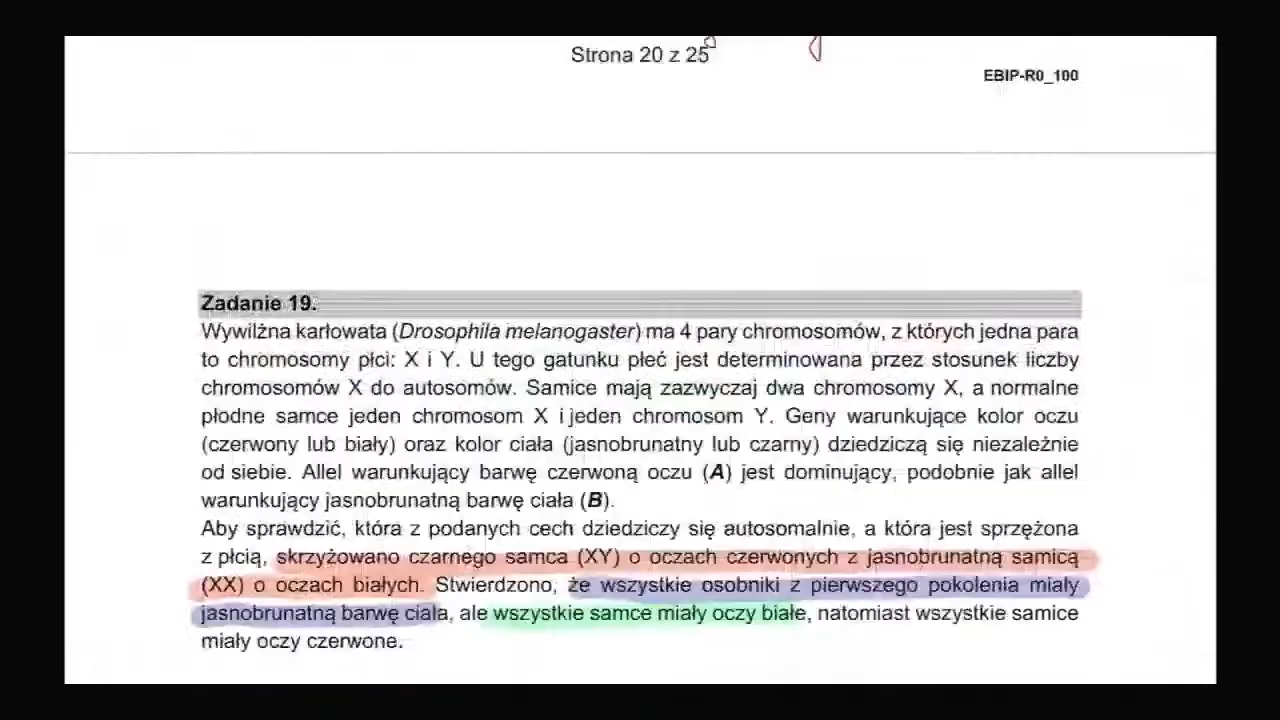 Strona 20 z 25
EBIP-R0_100
Zadanie 19.
Wywilżna karłowata (Drosophila melanogaster) ma 4 pary chromosomów, z których jedna para
to chromosomy płci: X i Y. U tego gatunku płeć jest determinowana przez stosunek liczby
chromosomów X do autosomów. Samice mają zazwyczaj dwa chromosomy X, a normalne
płodne samce jeden chromosom X i jeden chromosom Y. Geny warunkujące kolor oczu
(czerwony lub biały) oraz kolor ciała (jasnobrunatny lub czarny) dziedziczą się niezależnie
od siebie. Allel warunkujący barwę czerwoną oczu (A) jest dominujący, podobnie jak allel
warunkujący jasnobrunatną barwę ciała (B).
Aby sprawdzić, która z podanych cech dziedziczy się autosomalnie, a która jest sprzężona
z płcią, skrzyżowano czarnego samca (XY) o oczach czerwonych z jasnobrunatną samicą
(XX) o oczach białych. Stwierdzono, że wszystkie osobniki z pierwszego pokolenia miały
jasnobrunatną barwę ciała, ale wszystkie samce miały oczy białe, natomiast wszystkie samice
miały oczy czerwone.